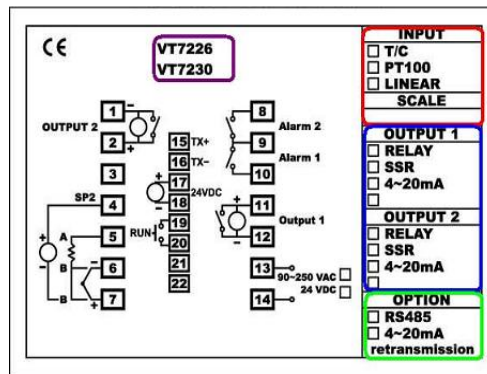 CE
VT7226
VT7230
1
OUTPUT 2
2
3
SP2
4
A
5
B
6
B
7
15 TX+
16 TX-
17
24VDC
18
19
RUN
20
21
22
8
Alarm 2
9
Alarm 1
10
11
Output 1
12
13
90~250 VAC
24 VDC
14
INPUT
T/C
PT100
LINEAR
SCALE
OUTPUT 1
RELAY
SSR
4~20mA
OUTPUT 2
RELAY
SSR
4~20mA
OPTION
RS485
4~20mA
retransmission